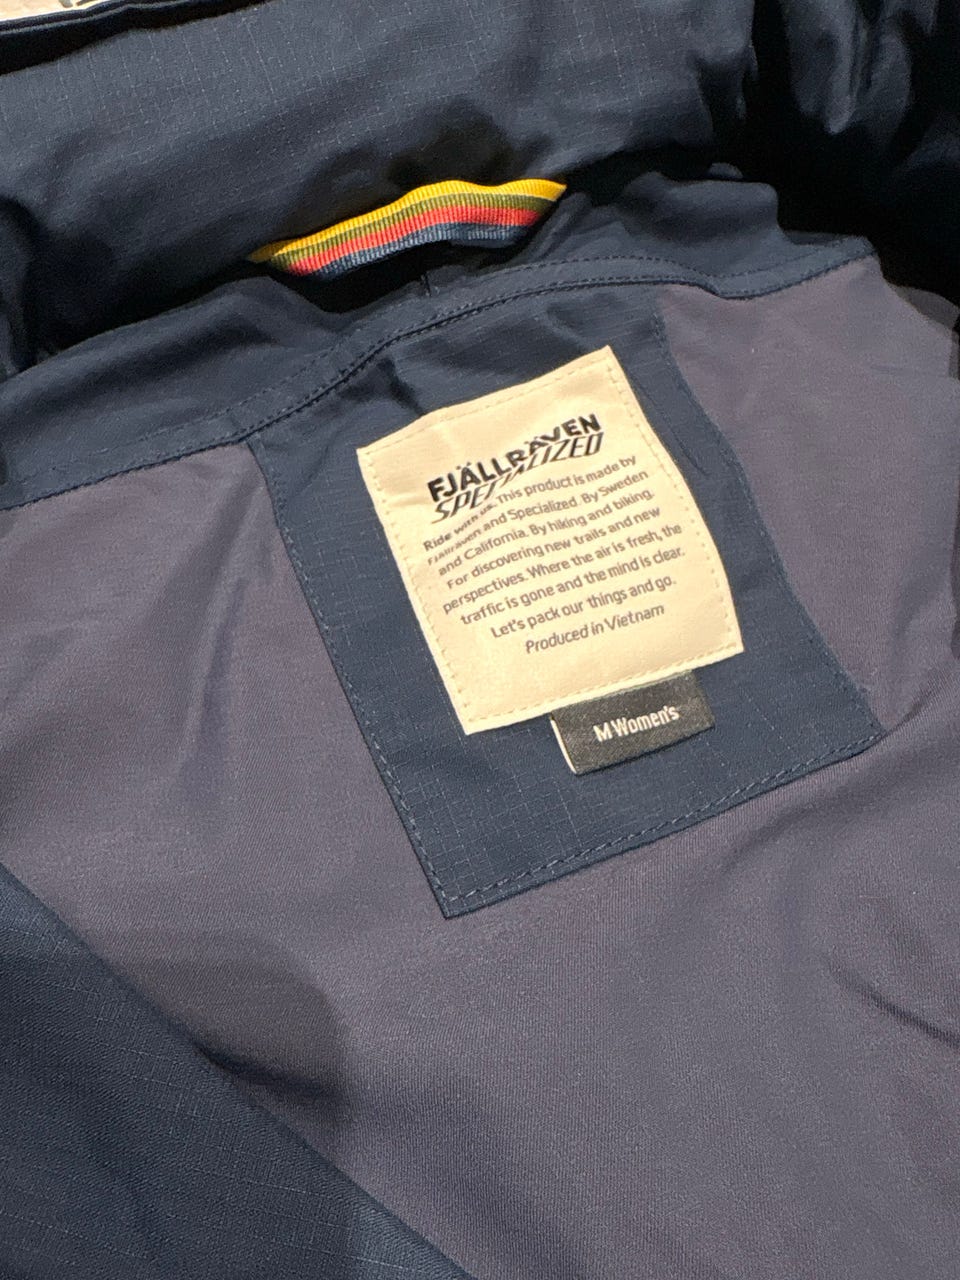 FJÄLLRÄVEN
SPECIALIZED
Ride with us. This product is made by
Fjällräven and Specialized. By Sweden
and California. By hiking and biking.
For discovering new trails and new
perspectives. Where the air is fresh, the
traffic is gone and the mind is clear.
Let's pack our things and go.
Produced in Vietnam
M Women's